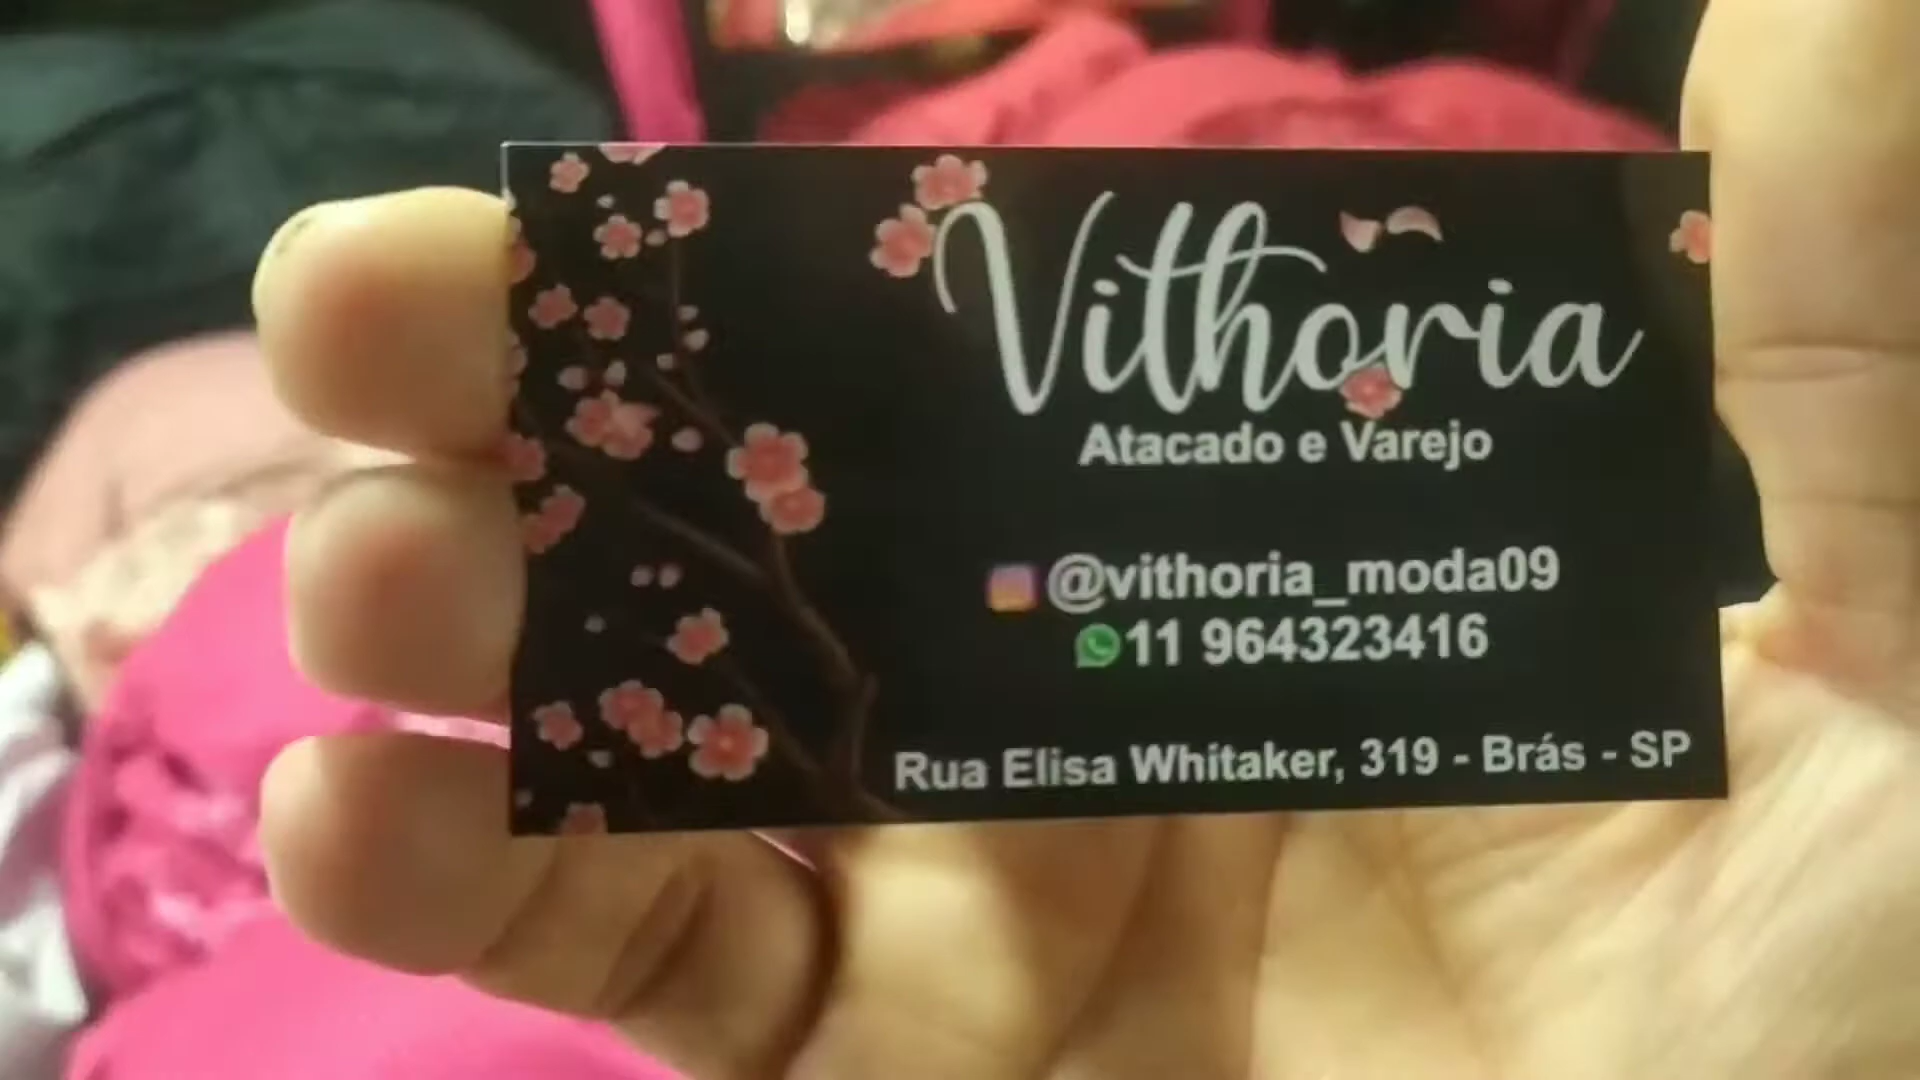 Vithoria
Atacado e Varejo
@vithoria_moda09
11 964323416
Rua Elisa Whitaker, 319 - Brás - SP